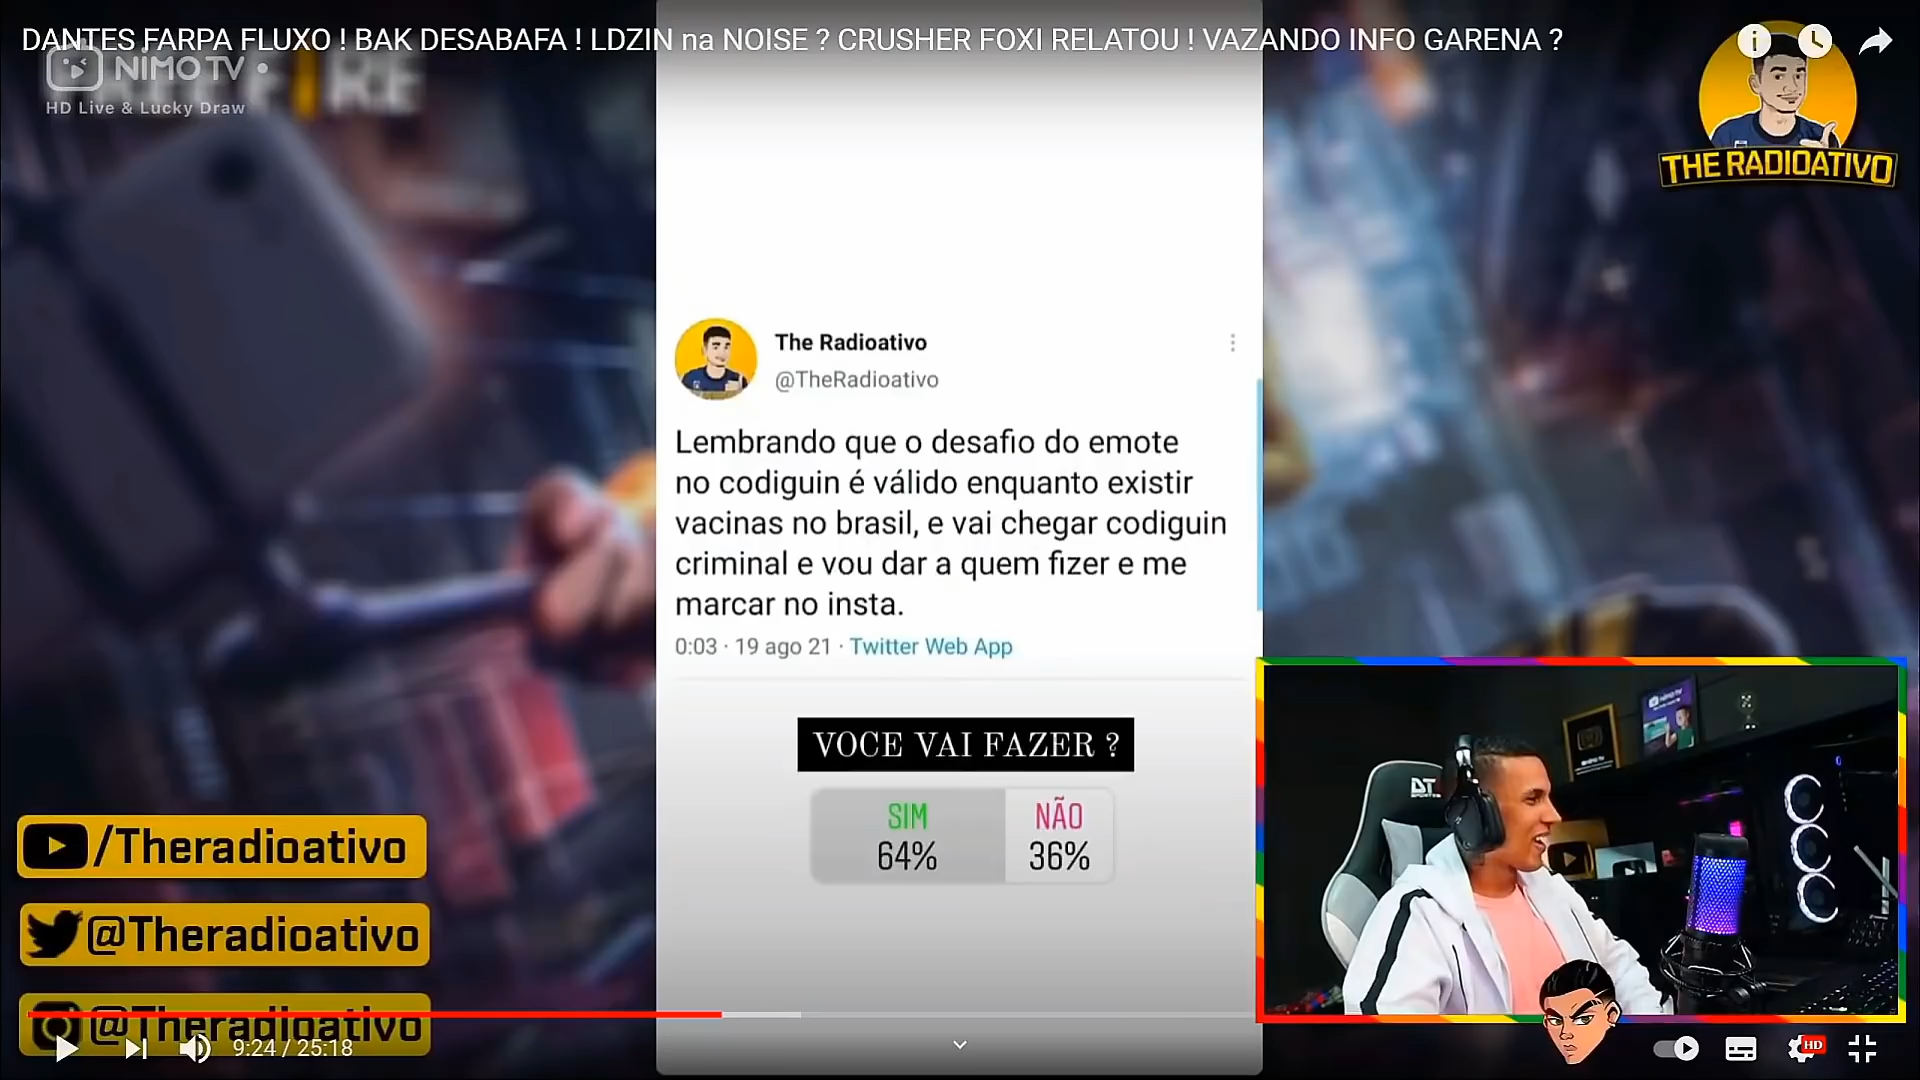 DANTES FARPA FLUXO ! BAK DESABAFA ! LDZIN na NOISE ? CRUSHER FOXI RELATOU ! VAZANDO INFO GARENA ?
NIMO TV
HD Live & Lucky Draw
THE RADIOATIVO
The Radioativo
@TheRadioativo
Lembrando que o desafio do emote
no codiguin é válido enquanto existir
vacinas no brasil, e vai chegar codiguin
criminal e vou dar a quem fizer e me
marcar no insta.
0:03 · 19 ago 21 · Twitter Web App
VOCE VAI FAZER ?
SIM NÃO
64% 36%
/Theradioativo
@Theradioativo
@Theradioativo
9:24 / 25:18
DT
HD